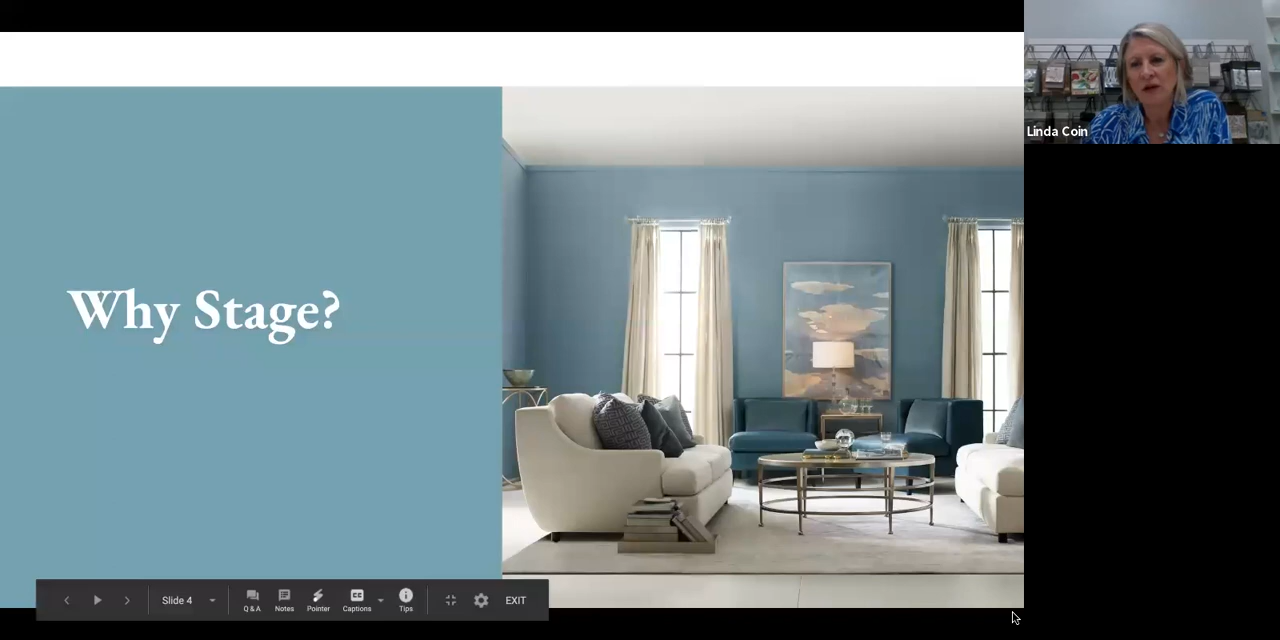 Linda Coin
Why Stage?
Slide 4
Q & A
Notes
Pointer
Captions
Tips
EXIT